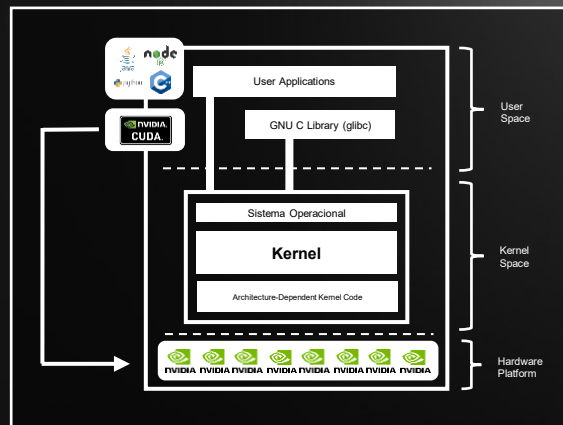 Java
node
python
C++
NVIDIA
CUDA
User Applications
GNU C Library (glibc)
User
Space
Sistema Operacional
Kernel
Architecture-Dependent Kernel Code
Kernel
Space
NVIDIA NVIDIA NVIDIA NVIDIA NVIDIA NVIDIA NVIDIA NVIDIA
Hardware
Platform